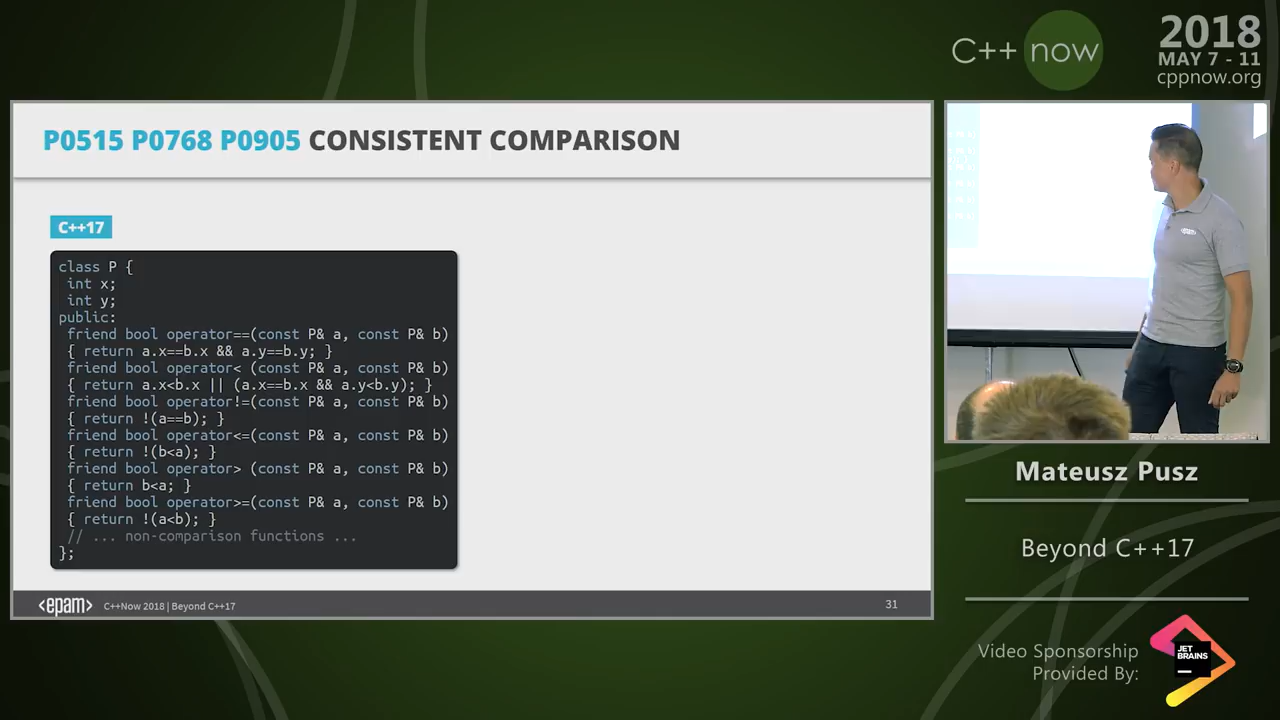 C++ now
2018
MAY 7 - 11
cppnow.org
P0515 P0768 P0905 CONSISTENT COMPARISON
C++17
class P {
int x;
int y;
public:
friend bool operator==(const P& a, const P& b)
{ return a.x==b.x && a.y==b.y; }
friend bool operator< (const P& a, const P& b)
{ return a.x<b.x || (a.x==b.x && a.y<b.y); }
friend bool operator!=(const P& a, const P& b)
{ return !(a==b); }
friend bool operator<=(const P& a, const P& b)
{ return !(b<a); }
friend bool operator> (const P& a, const P& b)
{ return b<a; }
friend bool operator>=(const P& a, const P& b)
{ return !(a<b); }
// ... non-comparison functions ...
};
<epam> C++Now 2018 | Beyond C++17
31
Mateusz Pusz
Beyond C++17
Video Sponsorship
Provided By:
JET
BRAINS